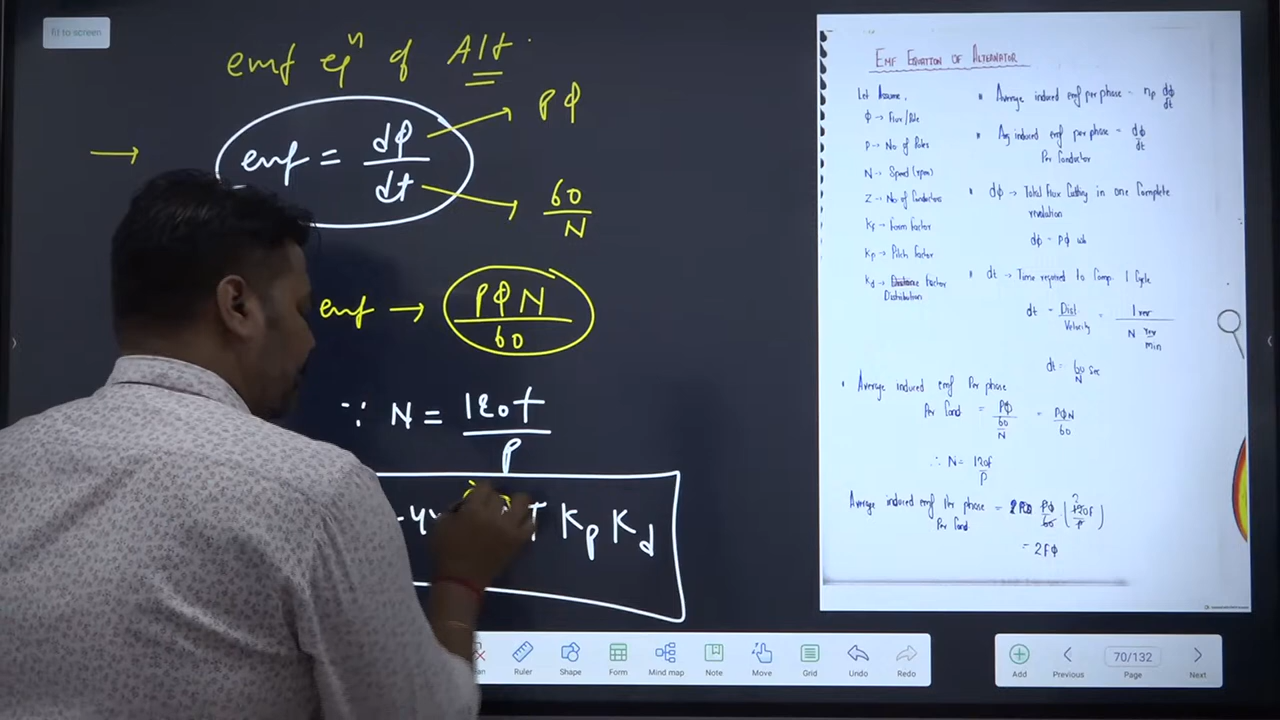 fit to screen
emf eqⁿ of Alt.
emf = dφ/dt
→ Pφ
→ 60/N
emf → PφN/60
∵ N = 120f/P
T Kp Kd
EMF EQUATION OF ALTERNATOR
Let Assume,
φ → Flux/Pole
P → No of Poles
N → Speed (rpm)
Z → No of Conductors
Kf → Form Factor
Kp → Pitch Factor
Kd → Factor
Distribution
* Average induced emf per phase = np dφ/dt
* Avg induced emf per phase = dφ/dt
Per Conductor
* dφ → Total Flux Cutting in one Complete
revolution
dφ = Pφ wb
* dt → Time required to Comp. 1 Cycle
dt = Dist/Velocity = 1 rev/N rev/min
dt = 60/N sec
• Average induced emf Per phase
Per Cond = Pφ/60/N = PφN/60
∴ N = 120f/P
Average induced emf Per phase = Pφ/60 (120f/P)
2
Per Cond
= 2Fφ
Ruler
Shape
Form
Mind map
Note
Move
Grid
Undo
Redo
Add
Previous
70/132
Page
Next